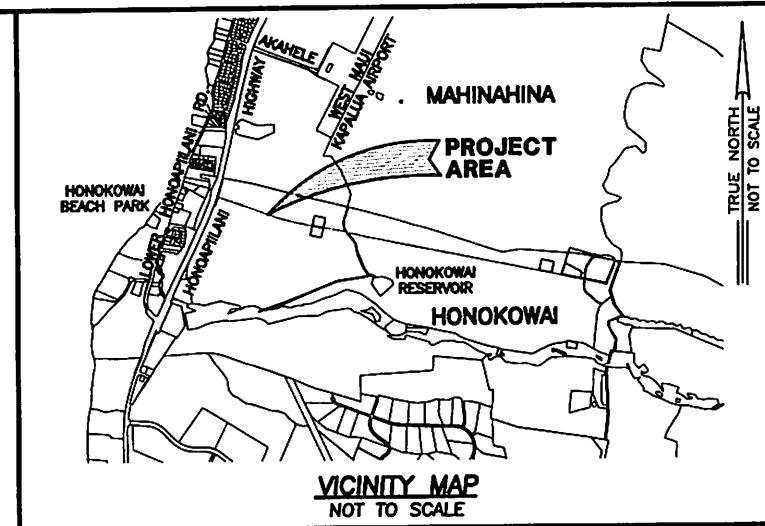 AKAHELE
HIGHWAY
WEST MAUI
KAPALUA AIRPORT
MAHINAHINA
PROJECT
AREA
TRUE NORTH
NOT TO SCALE
HONOKOWAI
BEACH PARK
LOWER HONOAPIILANI RD
HONOAPIILANI
HONOKOWAI
RESERVOIR
HONOKOWAI
VICINITY MAP
NOT TO SCALE